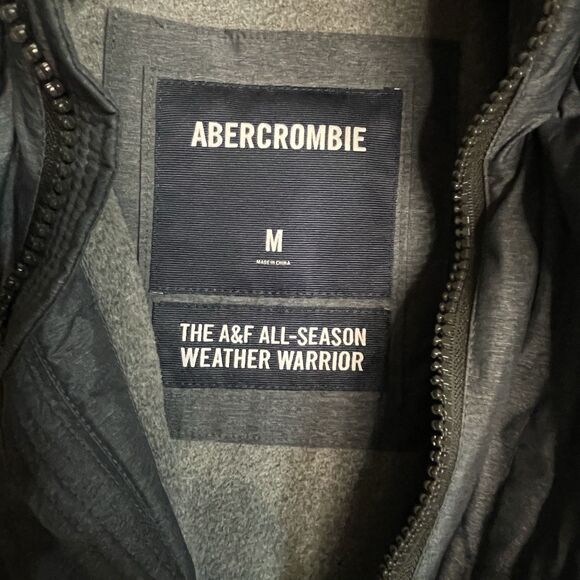 ABERCROMBIE
M
MADE IN CHINA
THE A&F ALL-SEASON
WEATHER WARRIOR